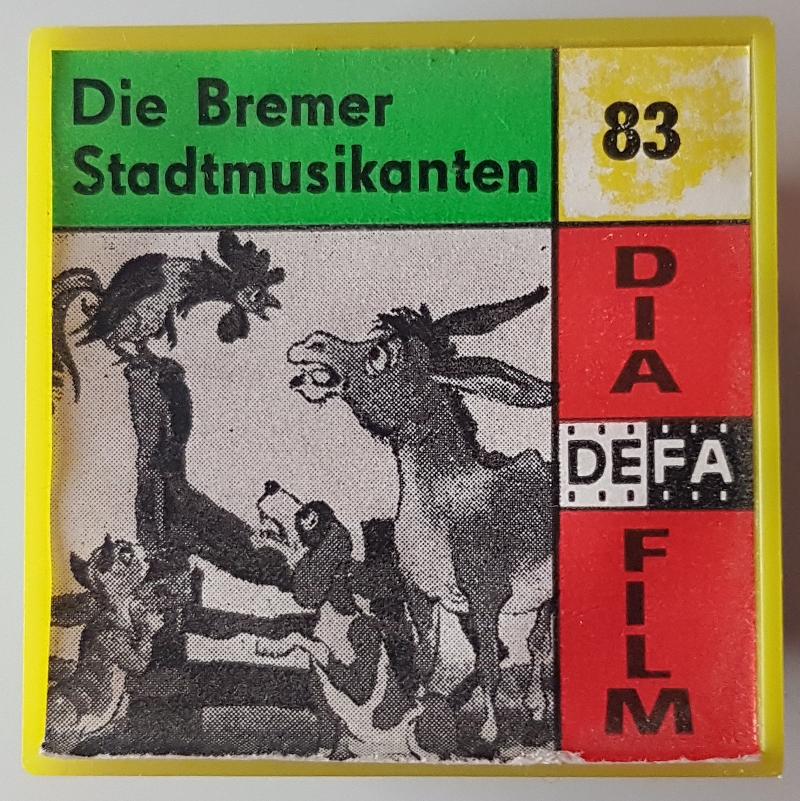 Die Bremer
Stadtmusikanten
83
DIA
DEFA
FILM